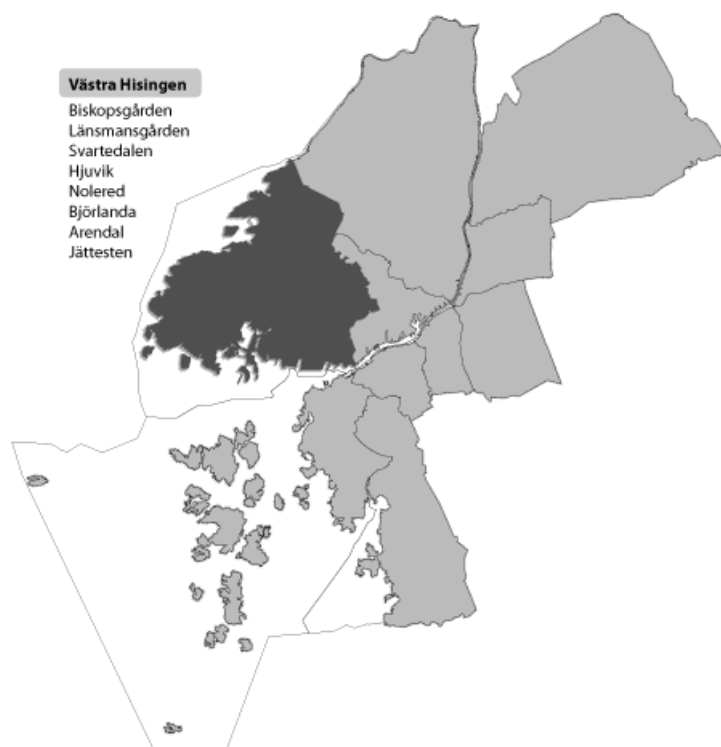 Västra Hisingen
Biskopsgården
Länsmansgården
Svartedalen
Hjuvik
Nolered
Björlanda
Arendal
Jättesten